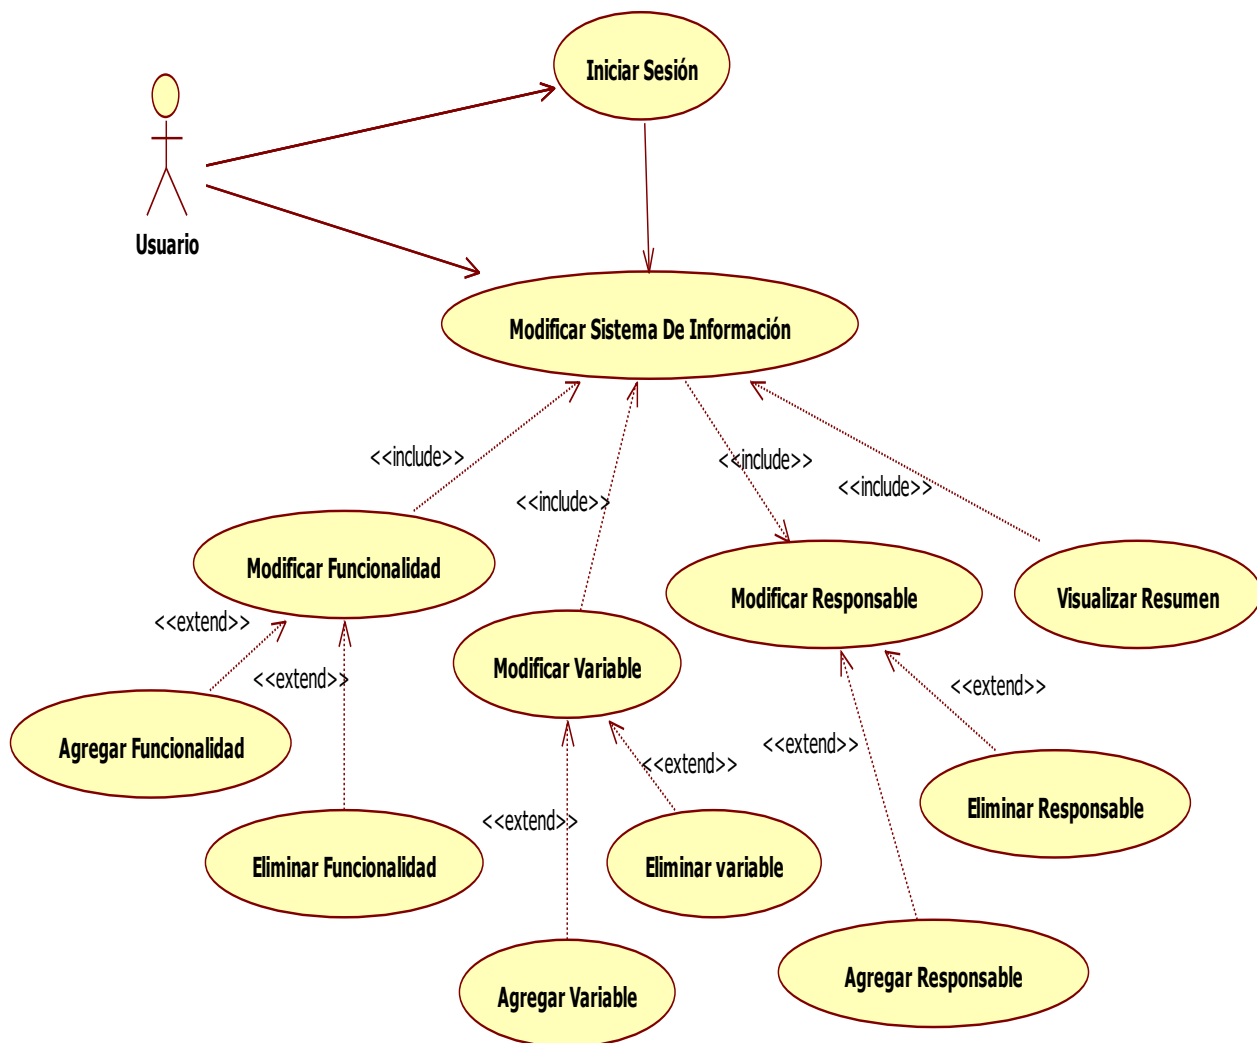 Iniciar Sesión
Usuario
Modificar Sistema De Información
<<include>>
<<include>>
<<include>>
<<include>>
Modificar Funcionalidad
Modificar Responsable
Visualizar Resumen
<<extend>>
Modificar Variable
<<extend>>
<<extend>>
Agregar Funcionalidad
<<extend>>
<<extend>>
Eliminar Responsable
<<extend>>
Eliminar Funcionalidad
Eliminar variable
Agregar Responsable
Agregar Variable